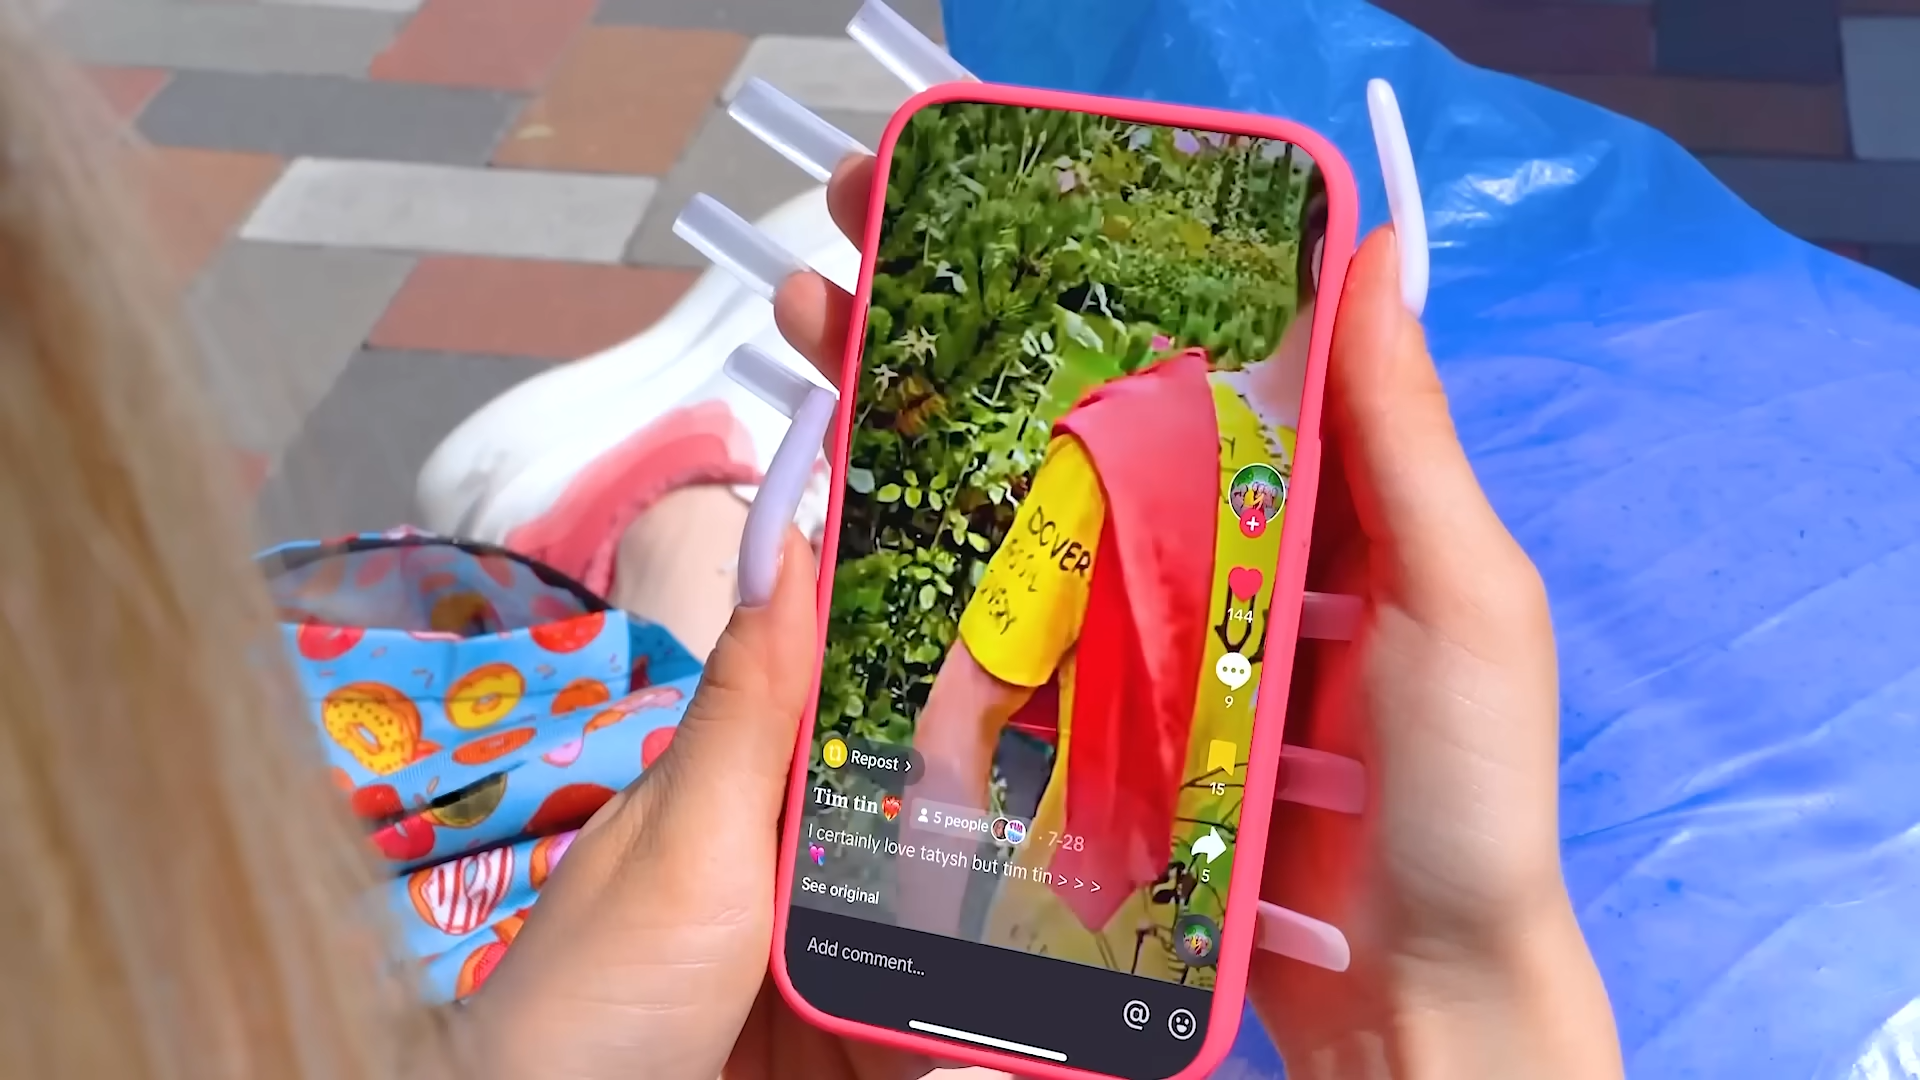 DCVER
144
9
15
5
Repost >
Tim tin❤️‍🔥 5 people · 7-28
I certainly love tatysh but tim tin > > >
💘
See original
Add comment...
@